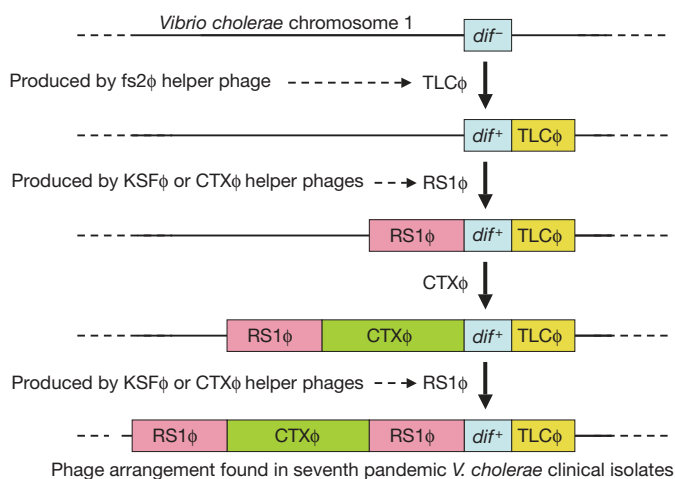 Vibrio cholerae chromosome 1
dif⁻
Produced by fs2ϕ helper phage TLCϕ
dif⁺ TLCϕ
Produced by KSFϕ or CTXϕ helper phages RS1ϕ
RS1ϕ dif⁺ TLCϕ
CTXϕ
RS1ϕ CTXϕ dif⁺ TLCϕ
Produced by KSFϕ or CTXϕ helper phages RS1ϕ
RS1ϕ CTXϕ RS1ϕ dif⁺ TLCϕ
Phage arrangement found in seventh pandemic V. cholerae clinical isolates